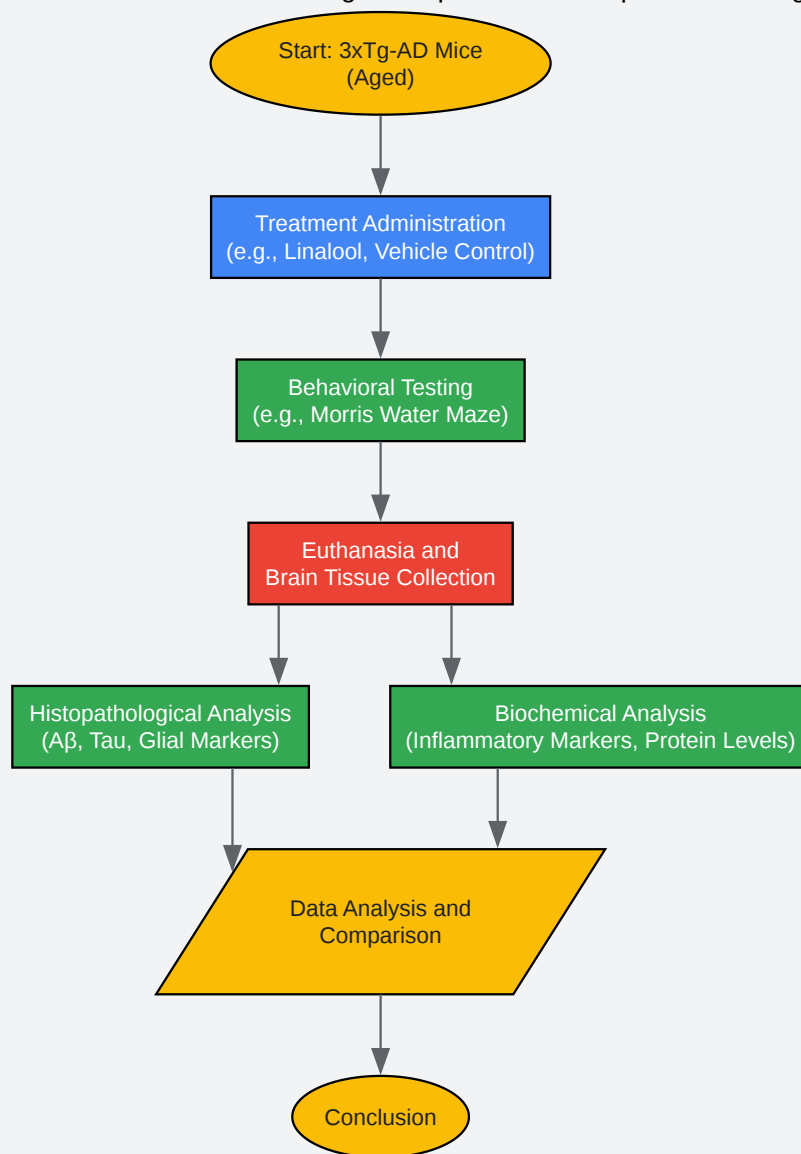 Start: 3xTg-AD Mice
(Aged)
Treatment Administration
(e.g., Linalool, Vehicle Control)
Behavioral Testing
(e.g., Morris Water Maze)
Euthanasia and
Brain Tissue Collection
Histopathological Analysis
(Aβ, Tau, Glial Markers)
Biochemical Analysis
(Inflammatory Markers, Protein Levels)
Data Analysis and
Comparison
Conclusion